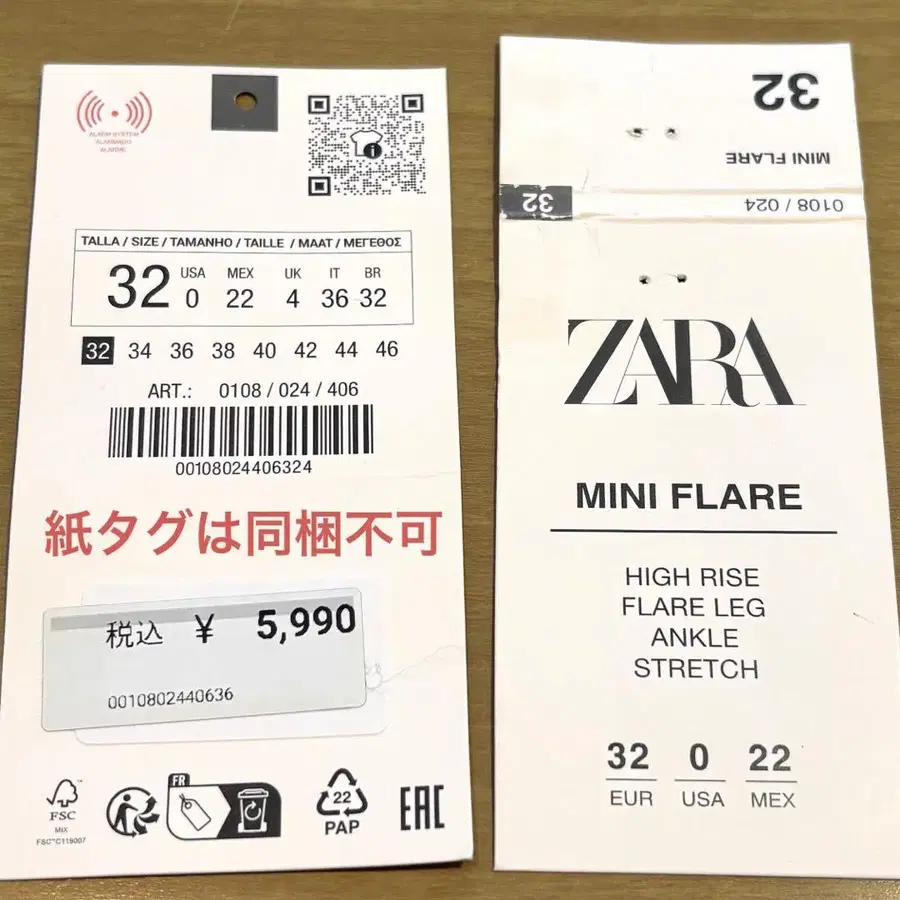 ALARM SYSTEM
ALARMADO
ALARME
TALLA / SIZE / TAMANHO / TAILLE / MAAT / ΜΕΓΕΘΟΣ
32
USA MEX UK IT BR
0 22 4 36 32
32 34 36 38 40 42 44 46
ART.: 0108 / 024 / 406
00108024406324
紙タグは同梱不可
税込 ¥ 5,990
0010802440636
FSC
MIX
FSC™C119007
FR
22
PAP
EAC
32
MINI FLARE
32
0108 / 024
ZARA
MINI FLARE
HIGH RISE
FLARE LEG
ANKLE
STRETCH
32 0 22
EUR USA MEX